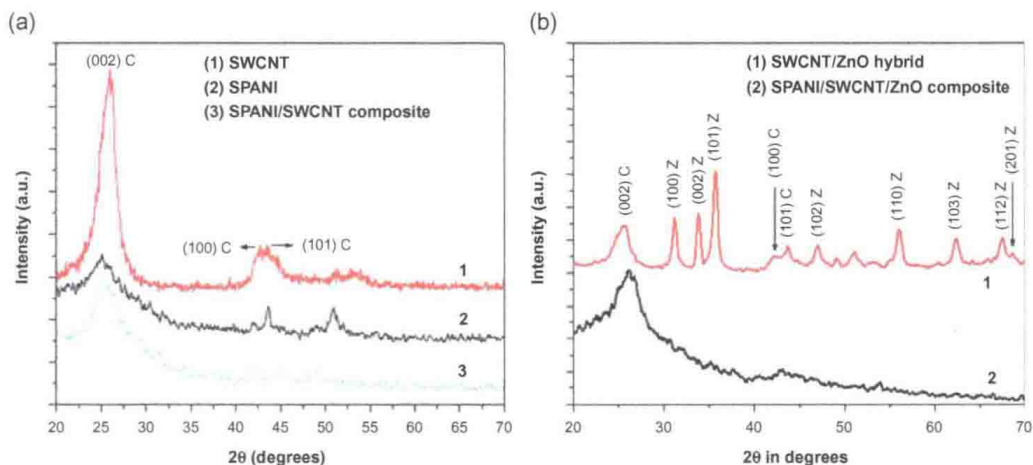 (a)
(002) C
(1) SWCNT
(2) SPANI
(3) SPANI/SWCNT composite
(100) C
(101) C
1
2
3
Intensity (a.u.)
20 25 30 35 40 45 50 55 60 65 70
2θ (degrees)
(b)
(1) SWCNT/ZnO hybrid
(2) SPANI/SWCNT/ZnO composite
(002) C
(100) Z
(002) Z
(101) Z
(100) C
(101) C
(102) Z
(110) Z
(103) Z
(112) Z
(201) Z
1
2
Intensity (a.u.)
20 30 40 50 60 70
2θ in degrees